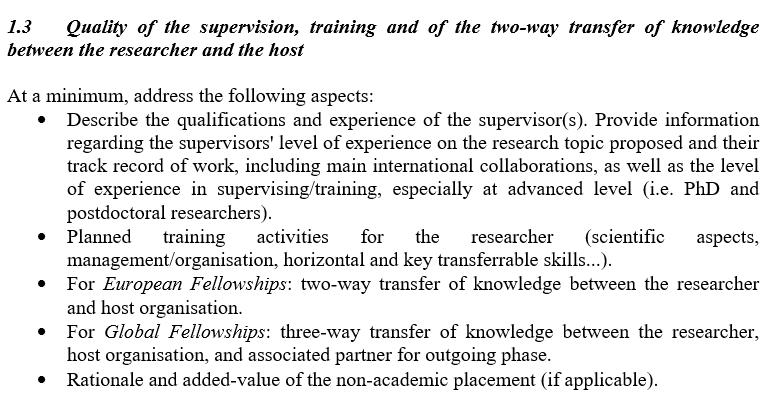 1.3 Quality of the supervision, training and of the two-way transfer of knowledge
between the researcher and the host
At a minimum, address the following aspects:
• Describe the qualifications and experience of the supervisor(s). Provide information
regarding the supervisors' level of experience on the research topic proposed and their
track record of work, including main international collaborations, as well as the level
of experience in supervising/training, especially at advanced level (i.e. PhD and
postdoctoral researchers).
• Planned training activities for the researcher (scientific aspects,
management/organisation, horizontal and key transferrable skills...).
• For European Fellowships: two-way transfer of knowledge between the researcher
and host organisation.
• For Global Fellowships: three-way transfer of knowledge between the researcher,
host organisation, and associated partner for outgoing phase.
• Rationale and added-value of the non-academic placement (if applicable).